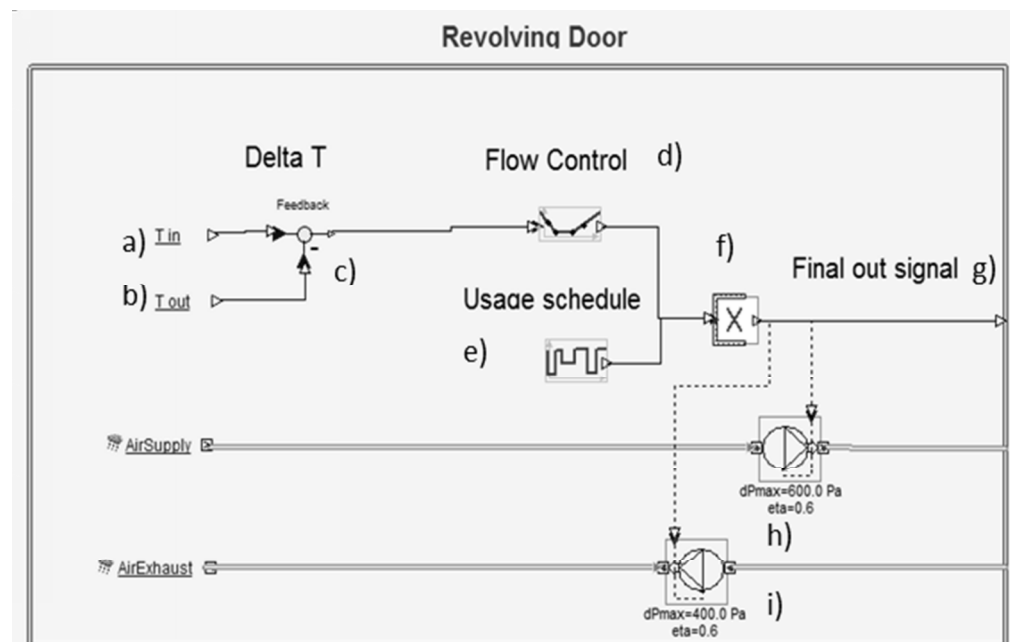 Revolving Door
Delta T
Flow Control d)
Feedback
a) T in
c)
b) T out
f)
Final out signal g)
Usage schedule
e)
X
AirSupply
dPmax=600.0 Pa
eta=0.6
h)
AirExhaust
dPmax=400.0 Pa
eta=0.6
i)